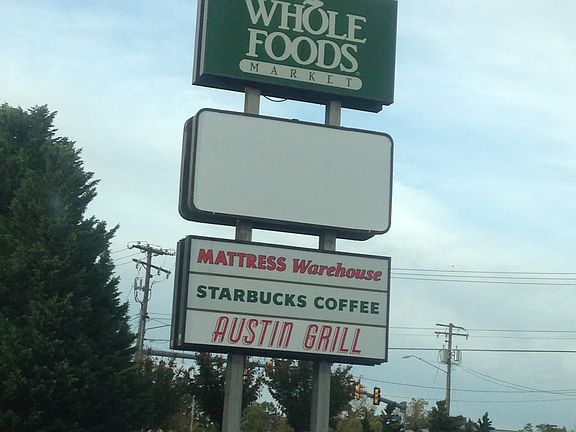 WHOLE
FOODS
MARKET
MATTRESS Warehouse
STARBUCKS COFFEE
AUSTIN GRILL